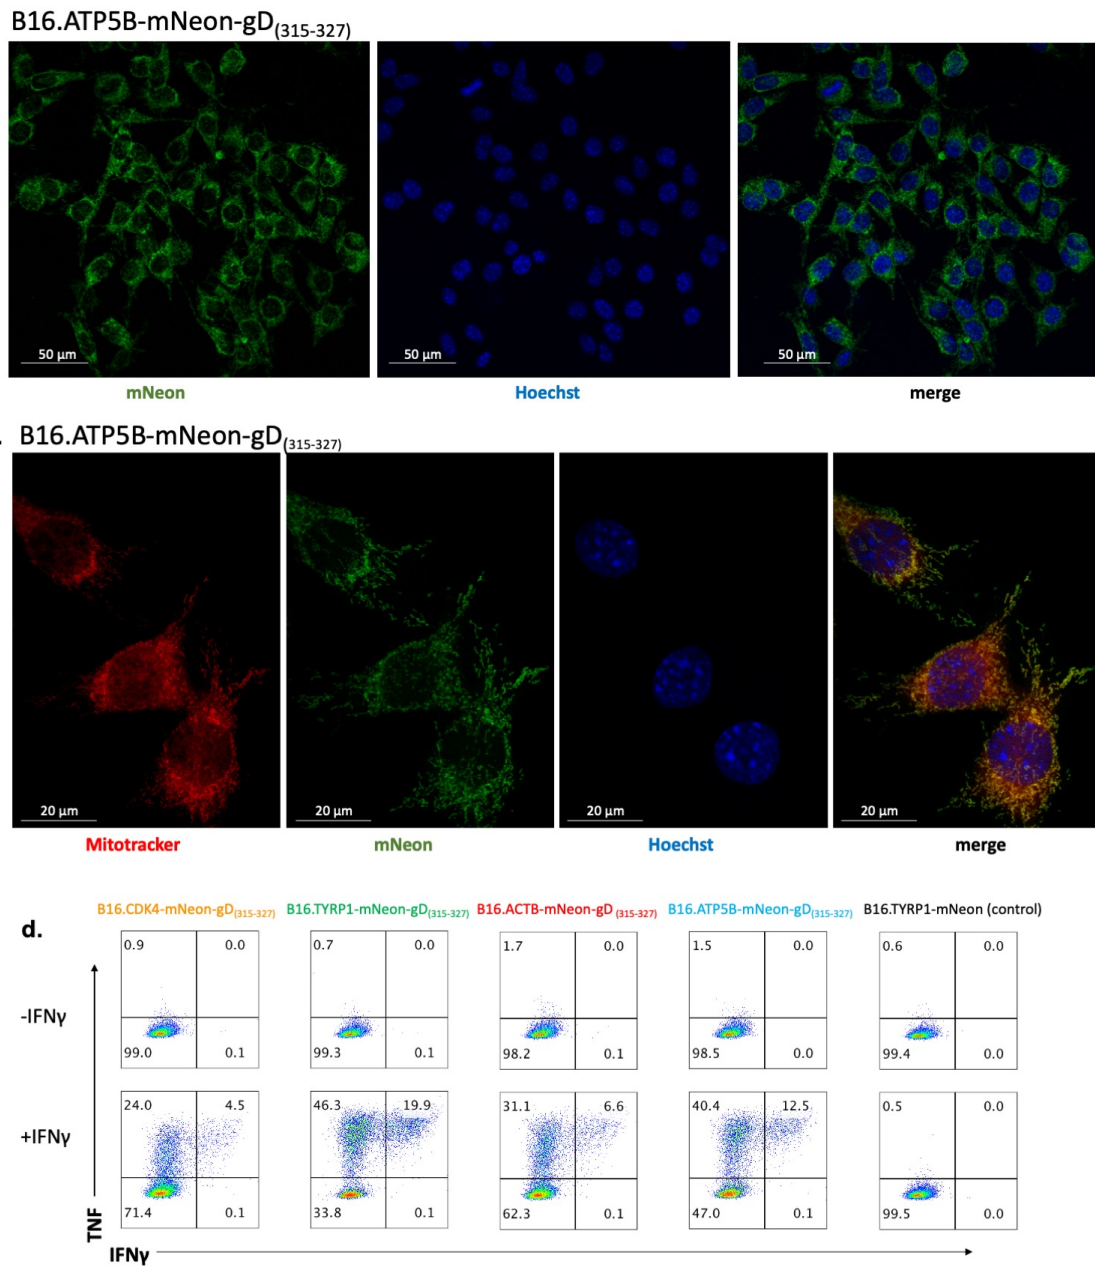 B16.ATP5B-mNeon-gD(315-327)
50 µm 50 µm 50 µm
mNeon Hoechst merge
B16.ATP5B-mNeon-gD(315-327)
20 µm 20 µm 20 µm 20 µm
Mitotracker mNeon Hoechst merge
d.
B16.CDK4-mNeon-gD(315-327) B16.TYRP1-mNeon-gD(315-327) B16.ACTB-mNeon-gD (315-327) B16.ATP5B-mNeon-gD(315-327) B16.TYRP1-mNeon (control)
0.9 0.0 0.7 0.0 1.7 0.0 1.5 0.0 0.6 0.0
-IFNγ
99.0 0.1 99.3 0.1 98.2 0.1 98.5 0.0 99.4 0.0
24.0 4.5 46.3 19.9 31.1 6.6 40.4 12.5 0.5 0.0
+IFNγ
71.4 0.1 33.8 0.1 62.3 0.1 47.0 0.1 99.5 0.0
TNF
IFNγ